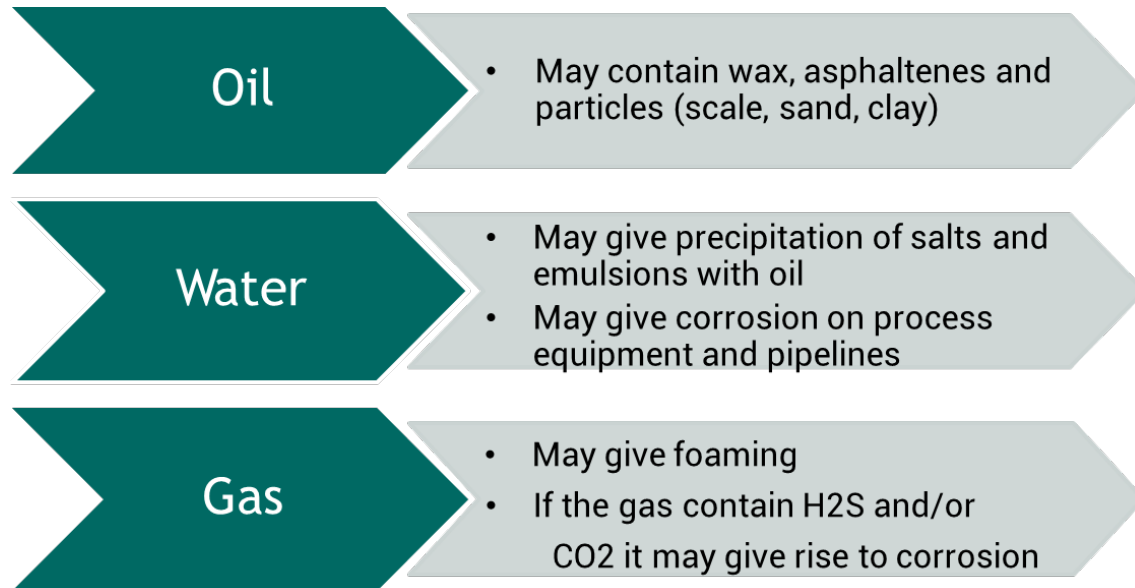 Oil
• May contain wax, asphaltenes and
particles (scale, sand, clay)
Water
• May give precipitation of salts and
emulsions with oil
• May give corrosion on process
equipment and pipelines
Gas
• May give foaming
• If the gas contain H2S and/or
CO2 it may give rise to corrosion